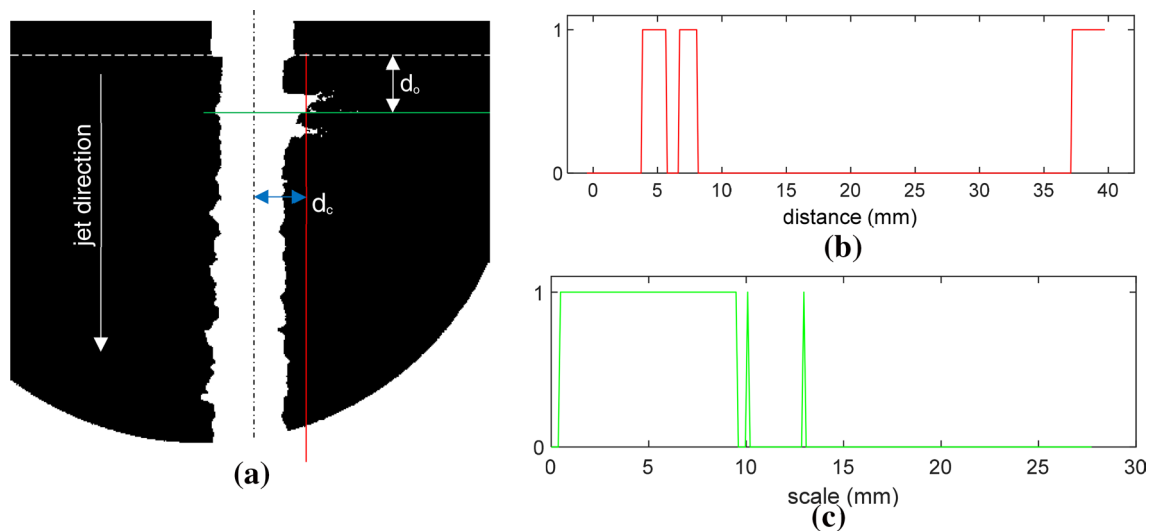 jet direction
dₒ
d꜀
(a)
1
0
0 5 10 15 20 25 30 35 40
distance (mm)
(b)
1
0
0 5 10 15 20 25 30
scale (mm)
(c)